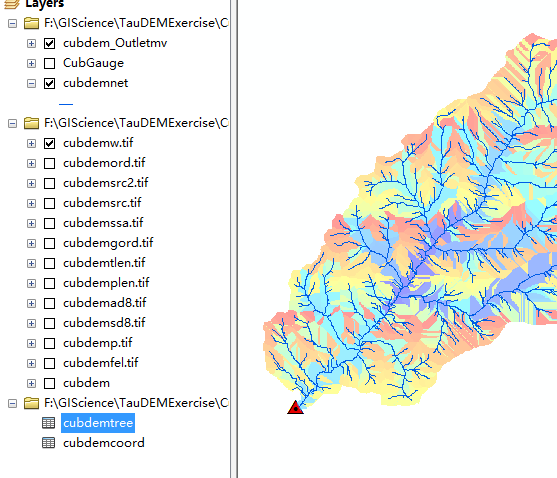 Layers
F:\GIScience\TauDEMExercise\C
cubdem_Outletmv
CubGauge
cubdemnet
F:\GIScience\TauDEMExercise\C
cubdemw.tif
cubdemord.tif
cubdemsrc2.tif
cubdemsrc.tif
cubdemssa.tif
cubdemgord.tif
cubdemtlen.tif
cubdemplen.tif
cubdemad8.tif
cubdemsd8.tif
cubdemp.tif
cubdemfel.tif
cubdem
F:\GIScience\TauDEMExercise\C
cubdemtree
cubdemcoord